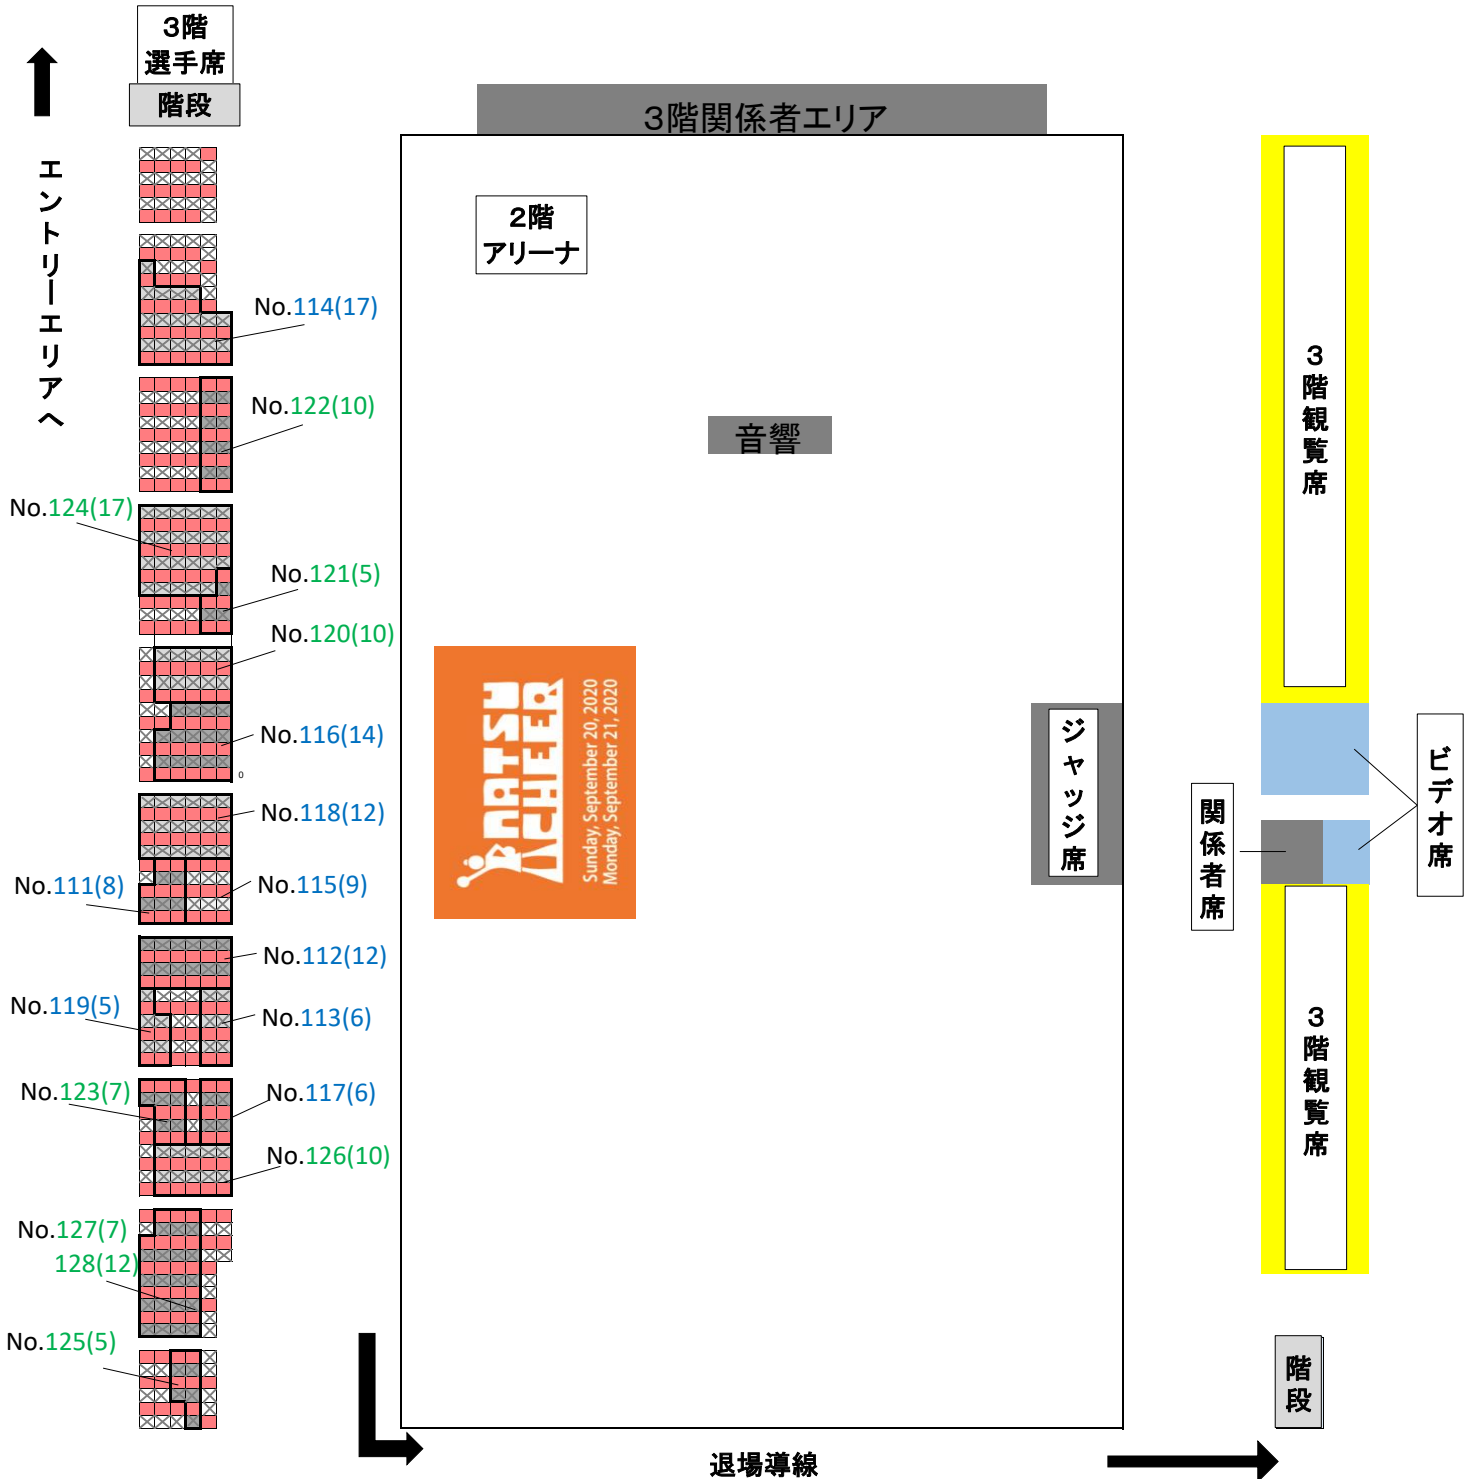 3階
選手席
階段
エントリーエリアへ
3階関係者エリア
2階
アリーナ
音響
No.114(17)
No.122(10)
No.124(17)
No.121(5)
No.120(10)
No.116(14)
0
No.118(12)
No.111(8)
No.115(9)
No.112(12)
No.119(5)
No.113(6)
No.123(7)
No.117(6)
No.126(10)
No.127(7)
128(12)
No.125(5)
NATSU
CHEER
Sunday, September 20, 2020
Monday, September 21, 2020
ジャッジ席
3階観覧席
ビデオ席
関係者席
3階観覧席
階段
退場導線